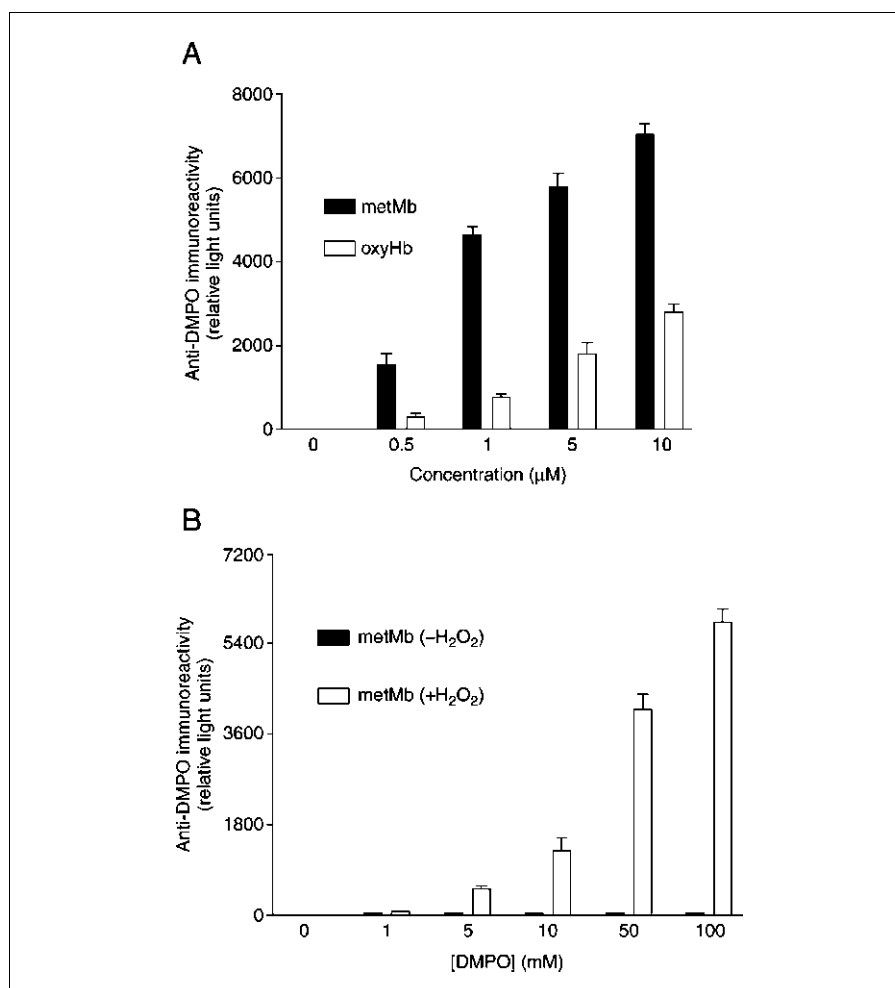 A
8000
6000
4000
2000
0
Anti-DMPO immunoreactivity
(relative light units)
metMb
oxyHb
0 0.5 1 5 10
Concentration (μM)
B
7200
5400
3600
1800
0
Anti-DMPO immunoreactivity
(relative light units)
metMb (−H₂O₂)
metMb (+H₂O₂)
0 1 5 10 50 100
[DMPO] (mM)